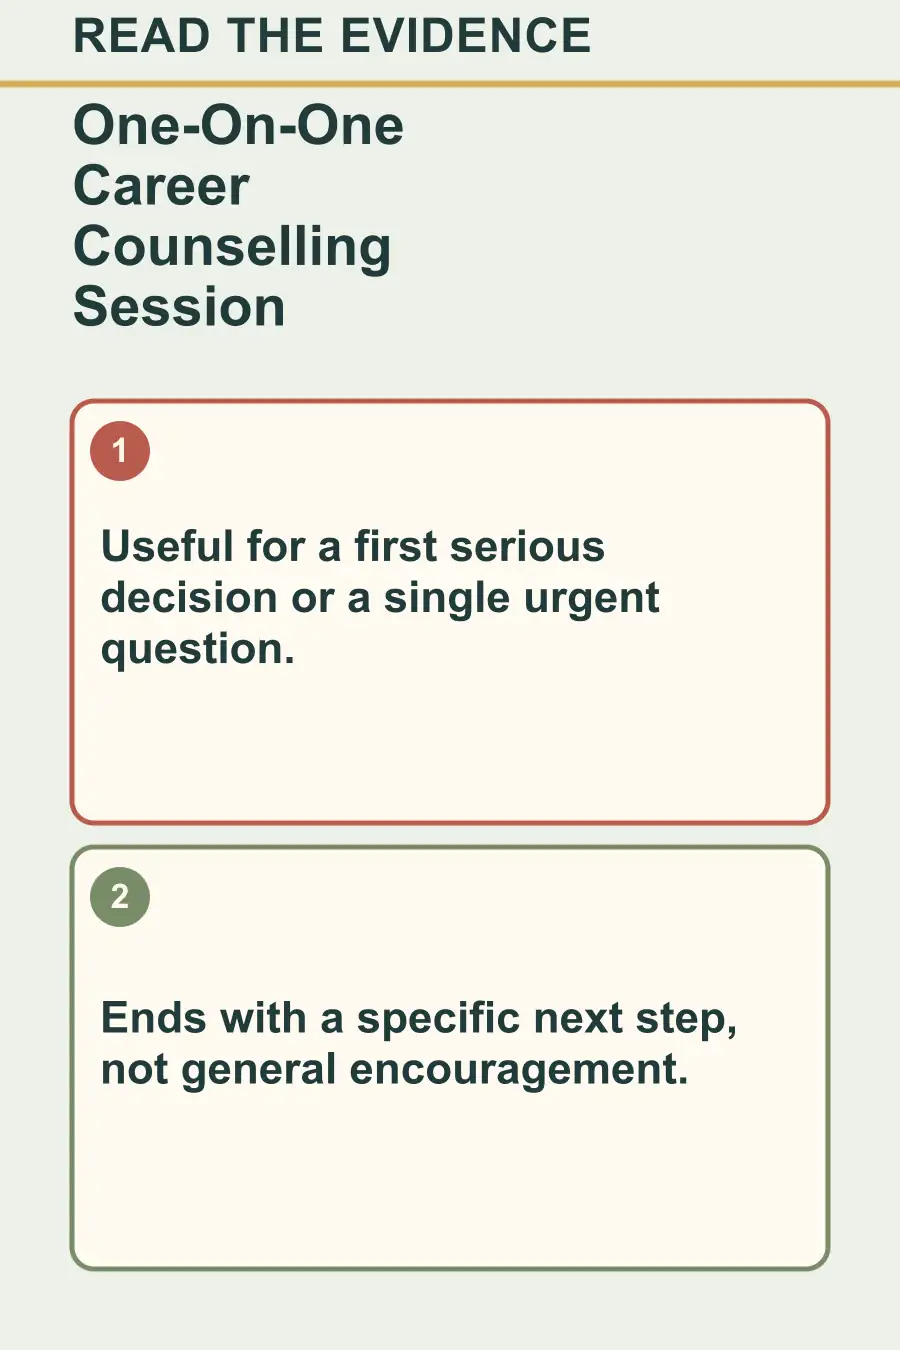 READ THE EVIDENCE
One-On-One
Career
Counselling
Session
1
Useful for a first serious
decision or a single urgent
question.
2
Ends with a specific next step,
not general encouragement.